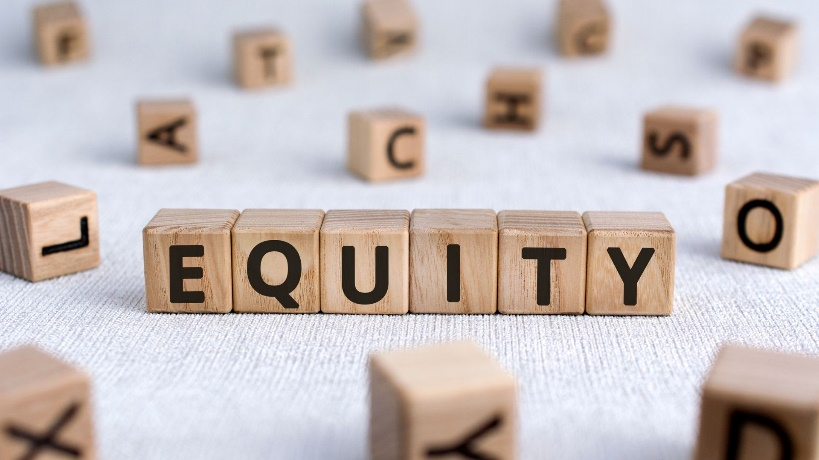 F T H C R
A C H S
L EQUITY O
X Y D